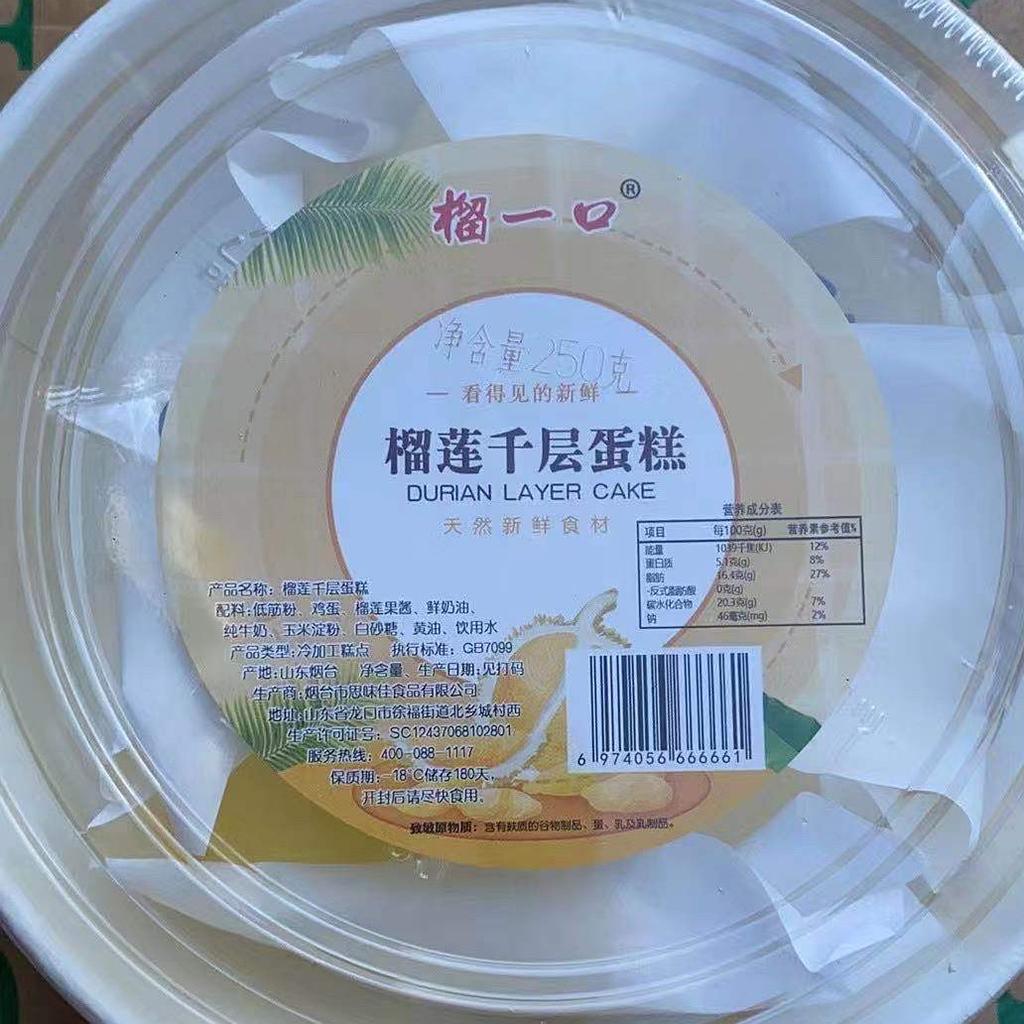 榴一口®
净含量:250克
看得见的新鲜
榴莲千层蛋糕
DURIAN LAYER CAKE
天然新鲜食材
营养成分表
项目 每100克(g) 营养素参考值%
能量 1039千焦(KJ) 12%
蛋白质 5.1克(g) 8%
脂肪 16.4克(g) 27%
-反式脂肪酸 0克(g)
碳水化合物 20.3克(g) 7%
钠 46毫克(mg) 2%
产品名称：榴莲千层蛋糕
配料:低筋粉、鸡蛋、榴莲果酱、鲜奶油、
纯牛奶、玉米淀粉、白砂糖、黄油、饮用水
产品类型:冷加工糕点 执行标准：GB7099
产地:山东烟台 净含量、生产日期:见打码
生产商:烟台市思味佳食品有限公司
地址:山东省龙口市徐福街道北乡城村西
生产许可证号：SC12437068102801
服务热线：400-088-1117
保质期:-18℃储存180天，
开封后请尽快食用。
6 974056 666661
致敏原物质：含有麸质的谷物制品、蛋、乳及乳制品。